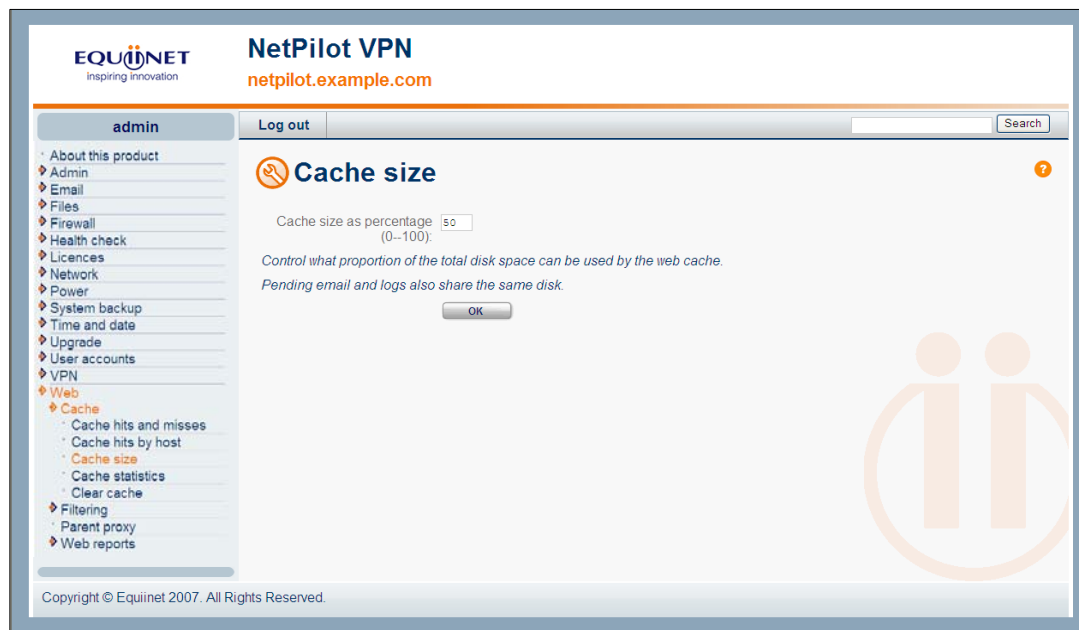 EQUiiNET
inspiring innovation
NetPilot VPN
netpilot.example.com
admin
Log out
Search
About this product
Admin
Email
Files
Firewall
Health check
Licences
Network
Power
System backup
Time and date
Upgrade
User accounts
VPN
Web
Cache
Cache hits and misses
Cache hits by host
Cache size
Cache statistics
Clear cache
Filtering
Parent proxy
Web reports
Cache size
?
Cache size as percentage
(0--100):
50
Control what proportion of the total disk space can be used by the web cache.
Pending email and logs also share the same disk.
OK
ii
Copyright © Equiinet 2007. All Rights Reserved.